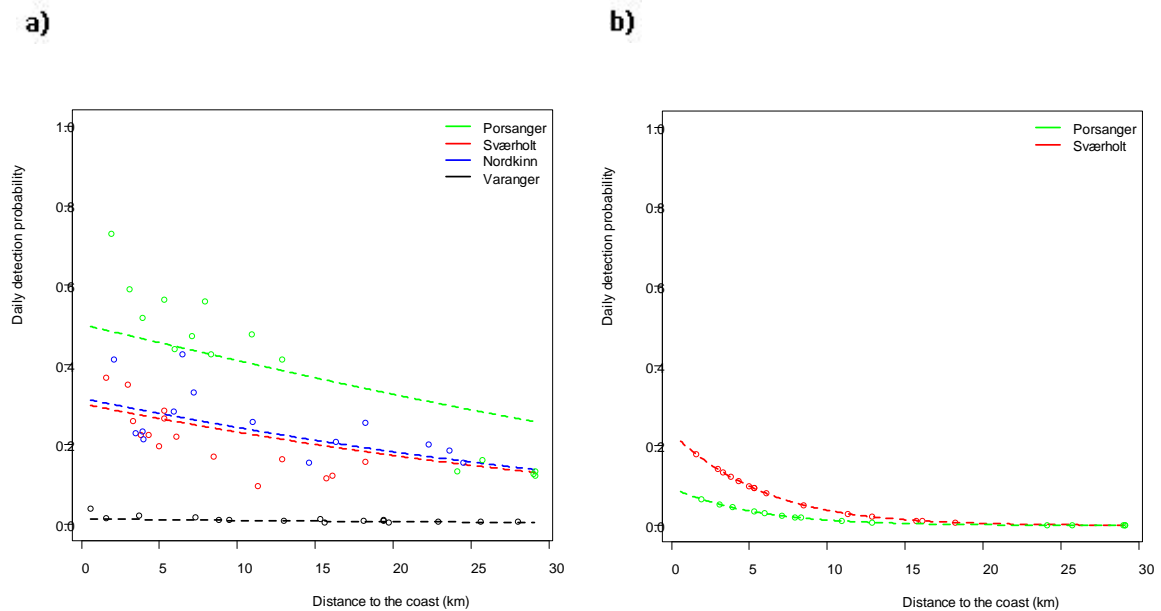 a)
b)
Daily detection probability
1.0
0.8
0.6
0.4
0.2
0.0
Porsanger
Sværholt
Nordkinn
Varanger
0 5 10 15 20 25 30
Distance to the coast (km)
Daily detection probability
1.0
0.8
0.6
0.4
0.2
0.0
Porsanger
Sværholt
0 5 10 15 20 25 30
Distance to the coast (km)